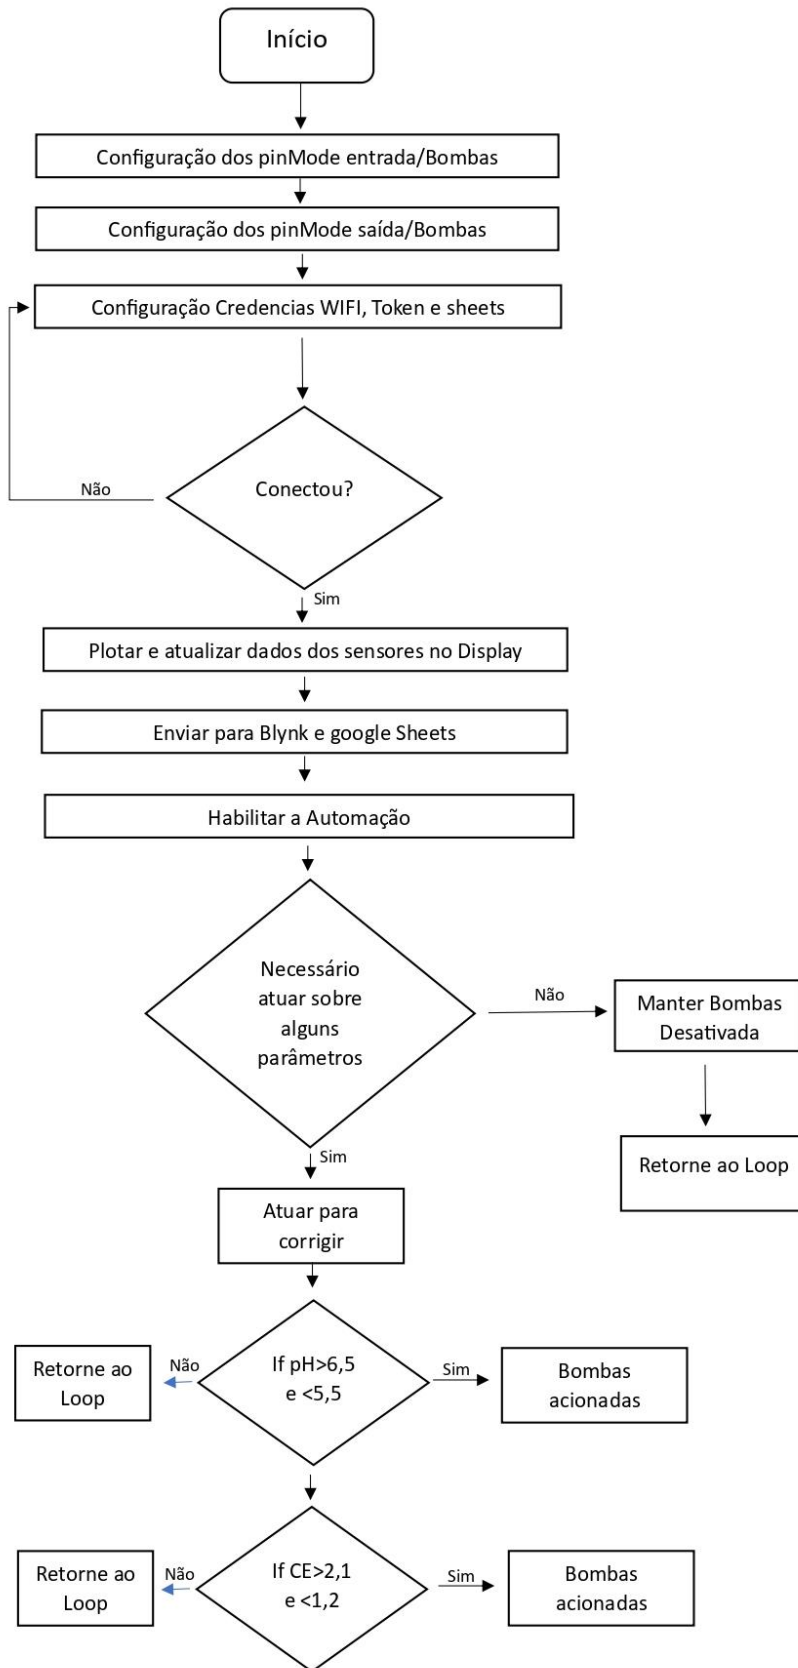 Início
Configuração dos pinMode entrada/Bombas
Configuração dos pinMode saída/Bombas
Configuração Credencias WIFI, Token e sheets
Conectou?
Não
Sim
Plotar e atualizar dados dos sensores no Display
Enviar para Blynk e google Sheets
Habilitar a Automação
Necessário
atuar sobre
alguns
parâmetros
Não
Manter Bombas
Desativada
Retorne ao Loop
Sim
Atuar para
corrigir
If pH>6,5
e <5,5
Não
Retorne ao
Loop
Sim
Bombas
acionadas
If CE>2,1
e <1,2
Não
Retorne ao
Loop
Sim
Bombas
acionadas